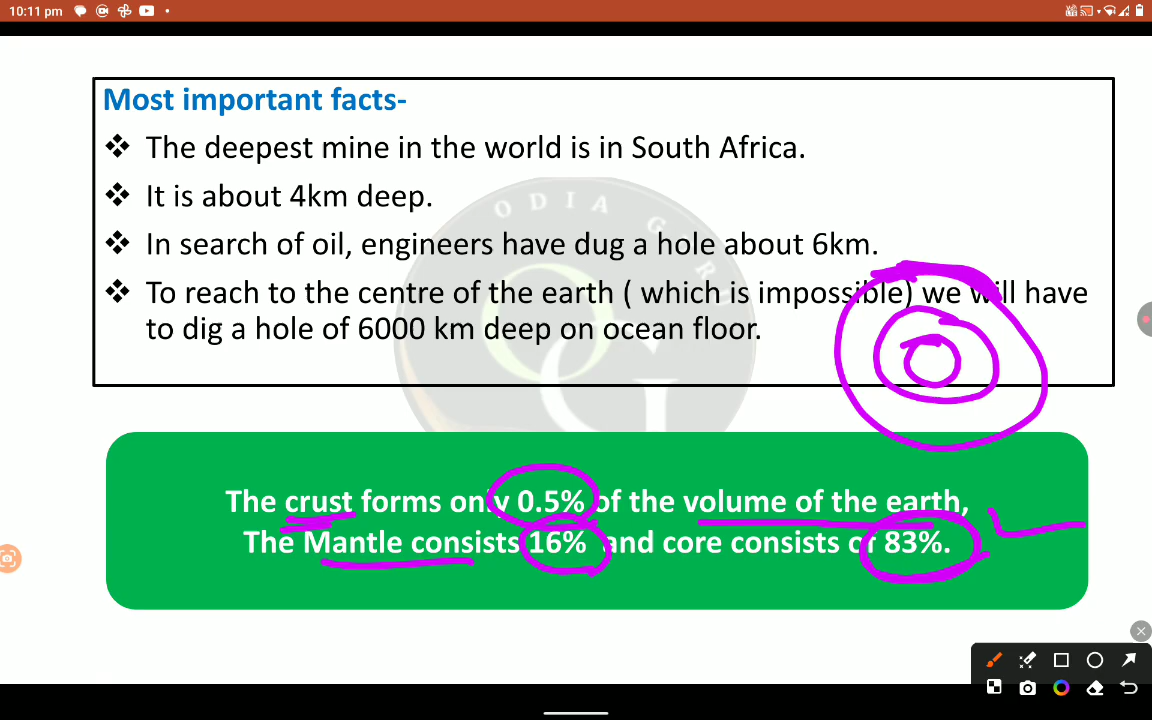 10:11 pm
Most important facts-
❖ The deepest mine in the world is in South Africa.
❖ It is about 4km deep.
❖ In search of oil, engineers have dug a hole about 6km.
❖ To reach to the centre of the earth ( which is impossible) we will have
to dig a hole of 6000 km deep on ocean floor.
ODIA GURU
OG
The crust forms only 0.5% of the volume of the earth,
The Mantle consists 16% and core consists of 83%.